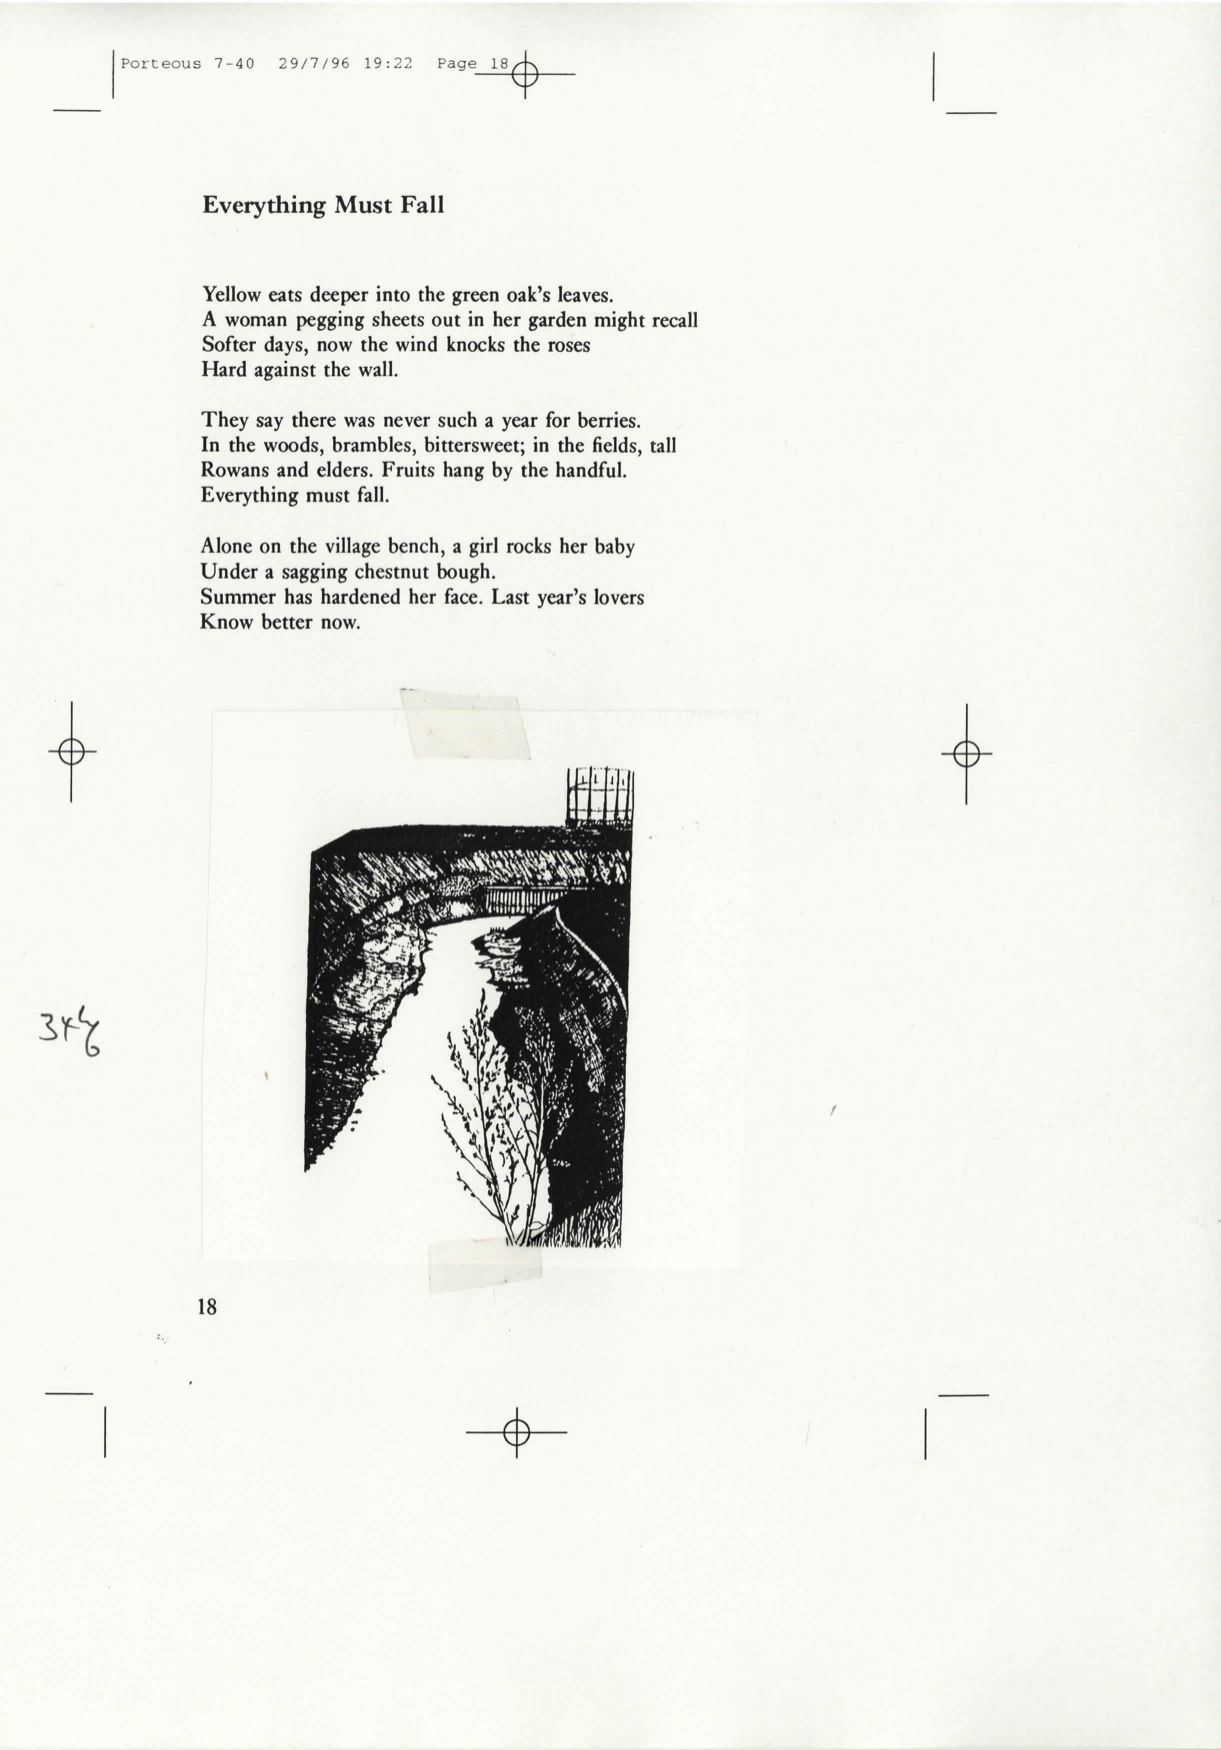 Porteous 7-40 29/7/96 19:22 Page 18
Everything Must Fall
Yellow eats deeper into the green oak's leaves.
A woman pegging sheets out in her garden might recall
Softer days, now the wind knocks the roses
Hard against the wall.
They say there was never such a year for berries.
In the woods, brambles, bittersweet; in the fields, tall
Rowans and elders. Fruits hang by the handful.
Everything must fall.
Alone on the village bench, a girl rocks her baby
Under a sagging chestnut bough.
Summer has hardened her face. Last year's lovers
Know better now.
18